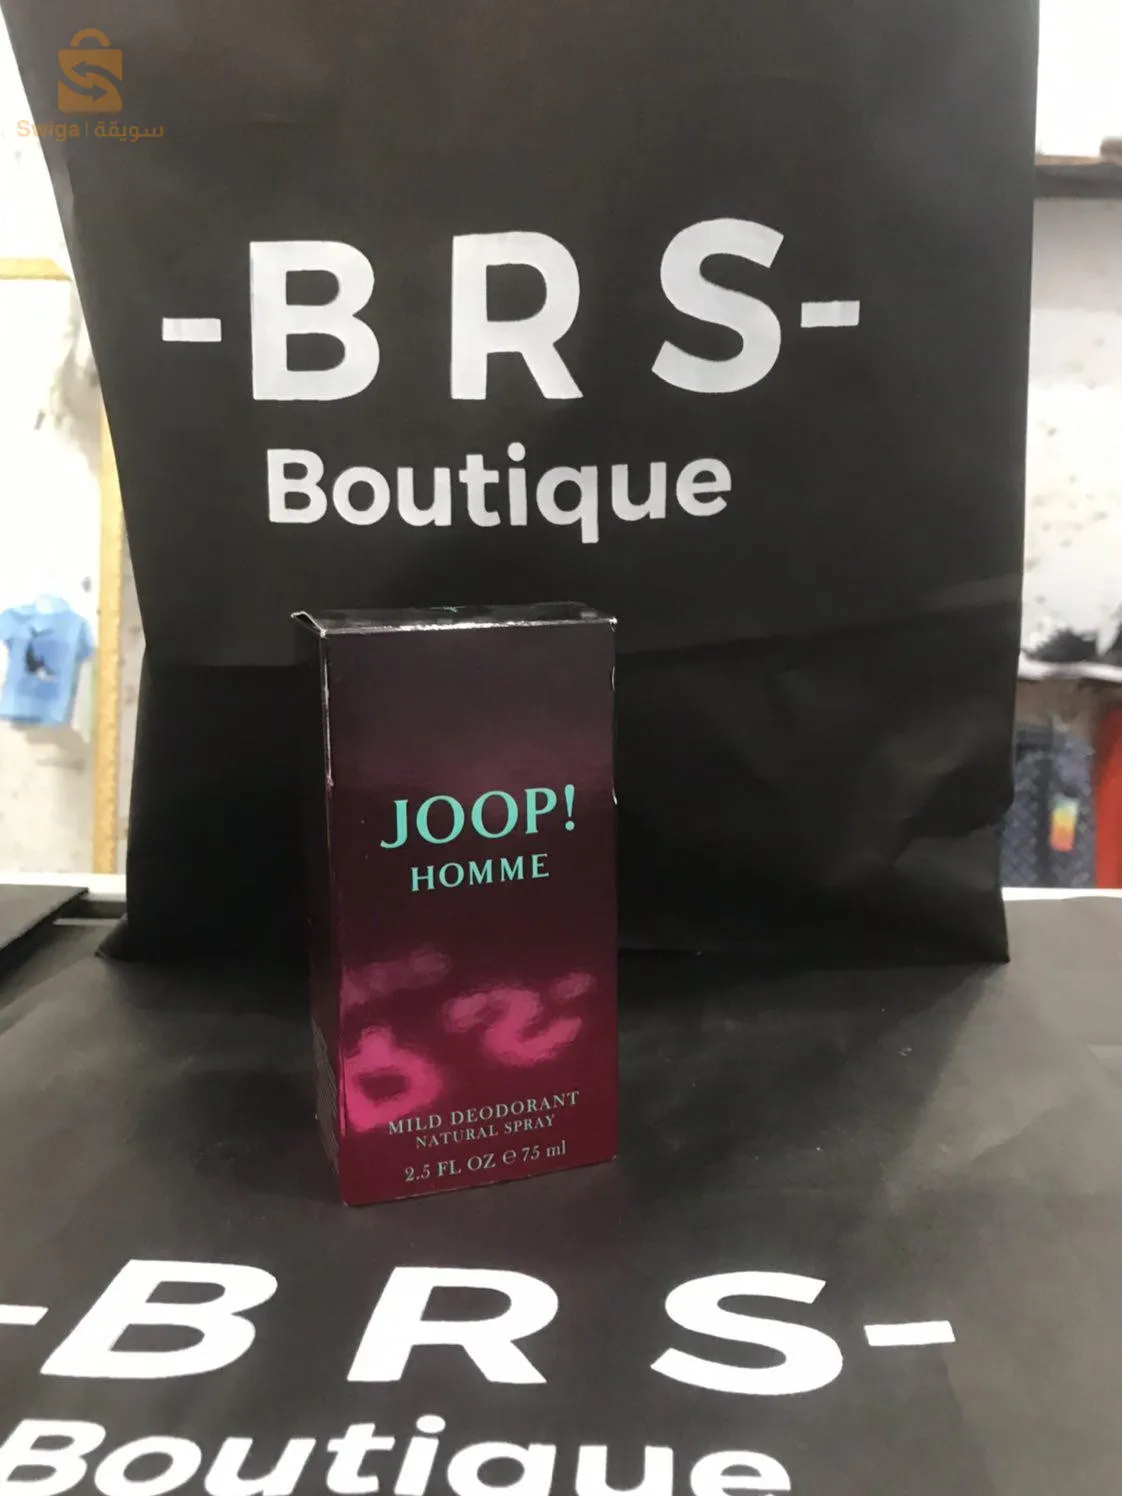 Swiga | سويقة
-BRS-
Boutique
JOOP!
HOMME
MILD DEODORANT
NATURAL SPRAY
2.5 FL OZ ℮ 75 ml
-BRS-
Boutique